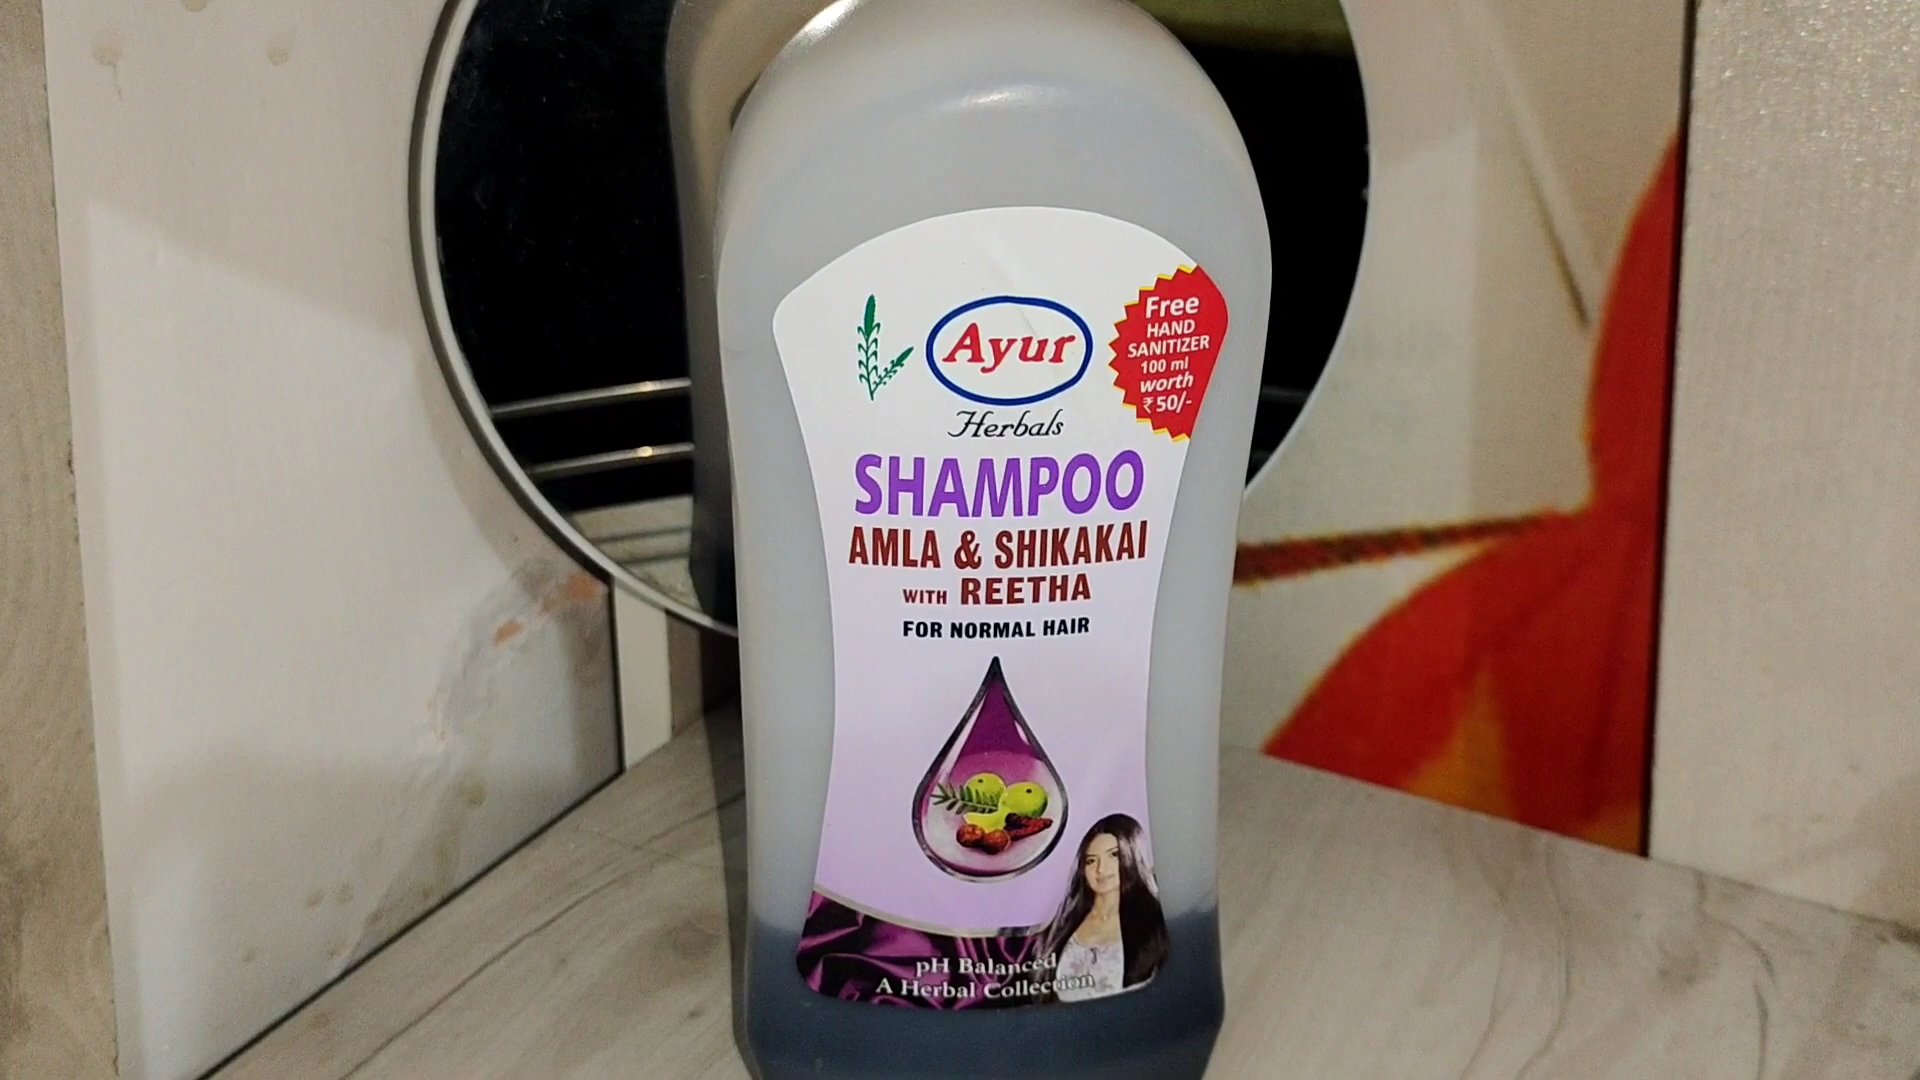 Ayur
Herbals
Free
HAND
SANITIZER
100 ml
worth
₹50/-
SHAMPOO
AMLA & SHIKAKAI
WITH REETHA
FOR NORMAL HAIR
pH Balanced
A Herbal Collection